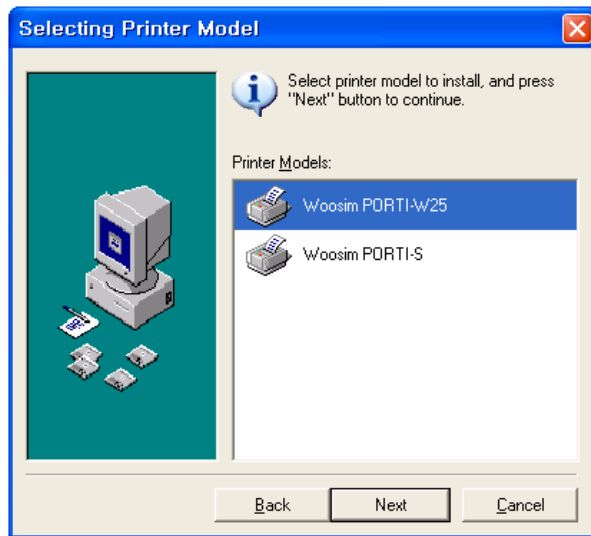 Selecting Printer Model
Select printer model to install, and press
"Next" button to continue.
Printer Models:
Woosim PORTI-W25
Woosim PORTI-S
Back
Next
Cancel